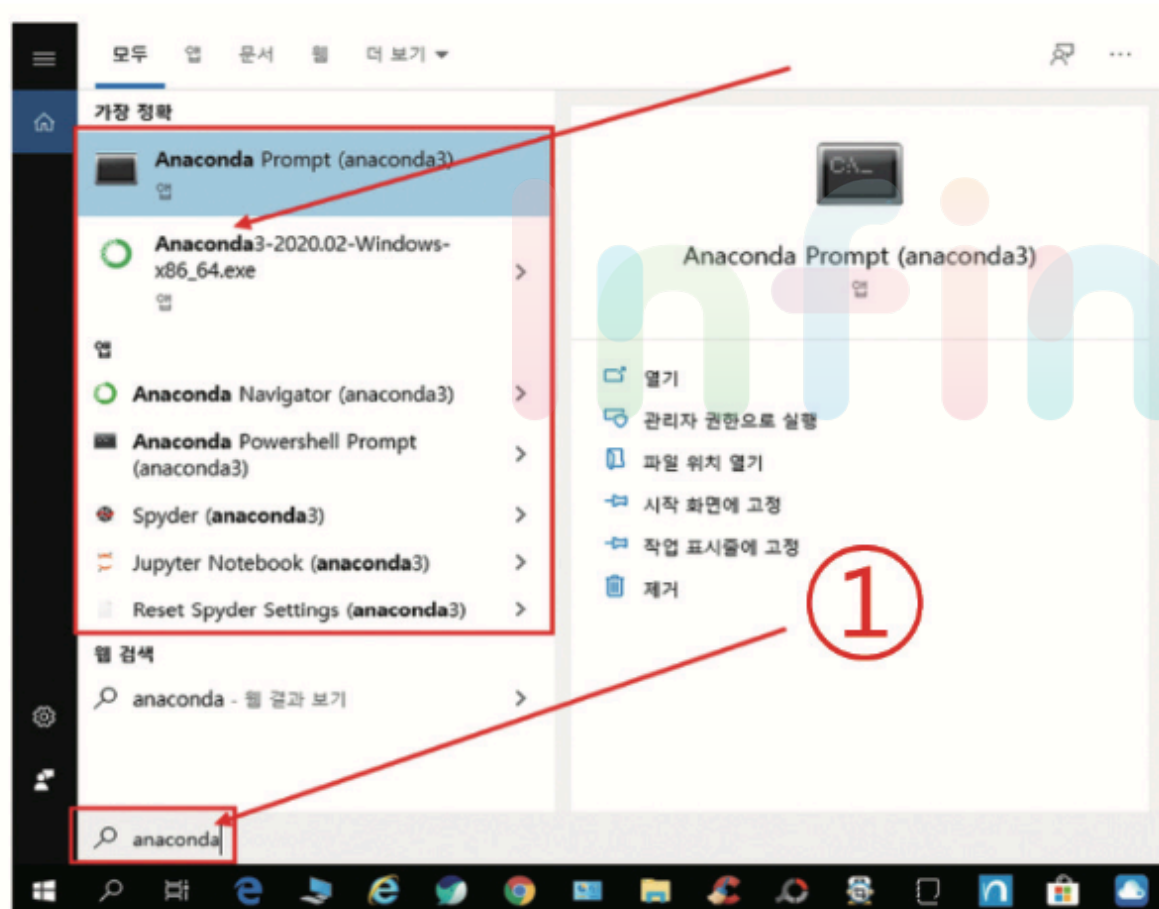 모두 앱 문서 웹 더 보기
가장 정확
Anaconda Prompt (anaconda3)
앱
Anaconda3-2020.02-Windows-
x86_64.exe
앱
앱
Anaconda Navigator (anaconda3)
Anaconda Powershell Prompt
(anaconda3)
Spyder (anaconda3)
Jupyter Notebook (anaconda3)
Reset Spyder Settings (anaconda3)
웹 검색
anaconda - 웹 결과 보기
anaconda
C:\_
Anaconda Prompt (anaconda3)
앱
열기
관리자 권한으로 실행
파일 위치 열기
시작 화면에 고정
작업 표시줄에 고정
제거
①
Infin